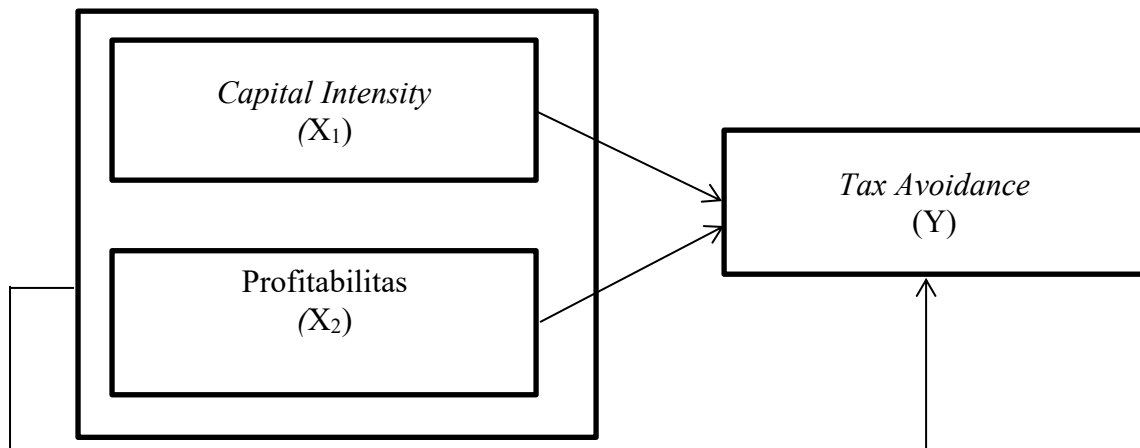 Capital Intensity
(X₁)
Tax Avoidance
(Y)
Profitabilitas
(X₂)